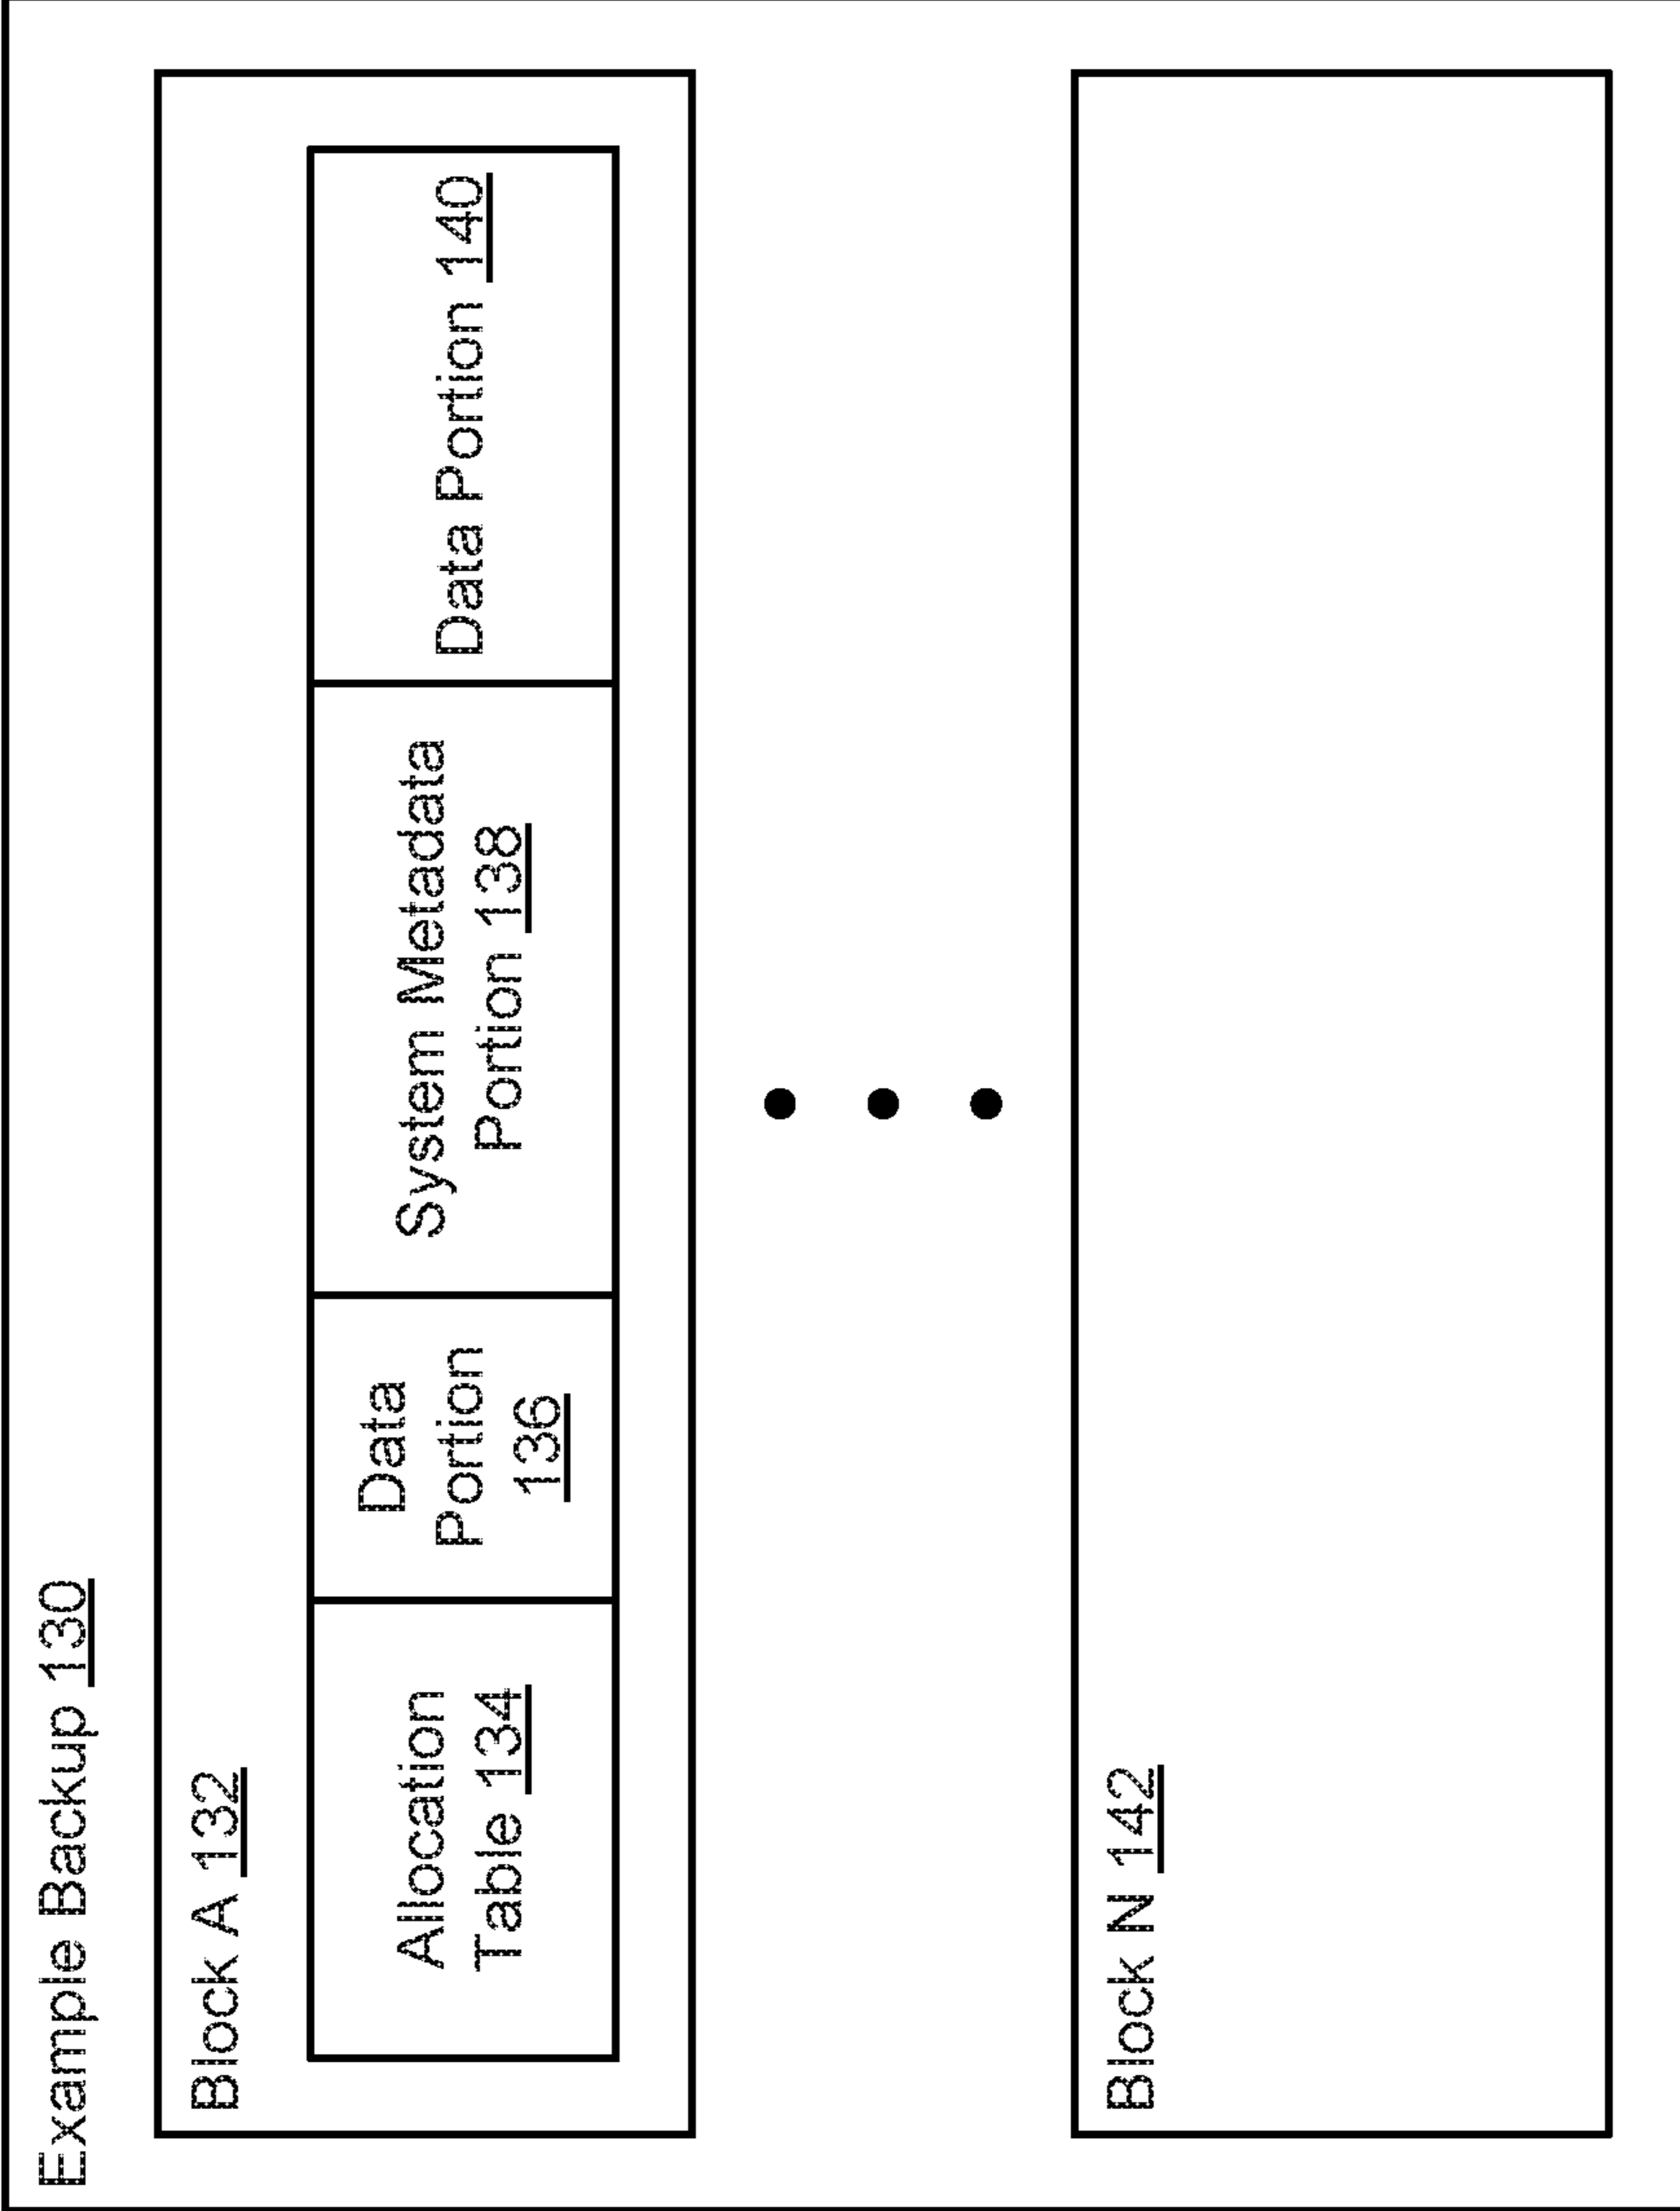 Example Backup 130
Block A 132
Allocation
Table 134
Data
Portion
136
System Metadata
Portion 138
Data Portion 140
Block N 142